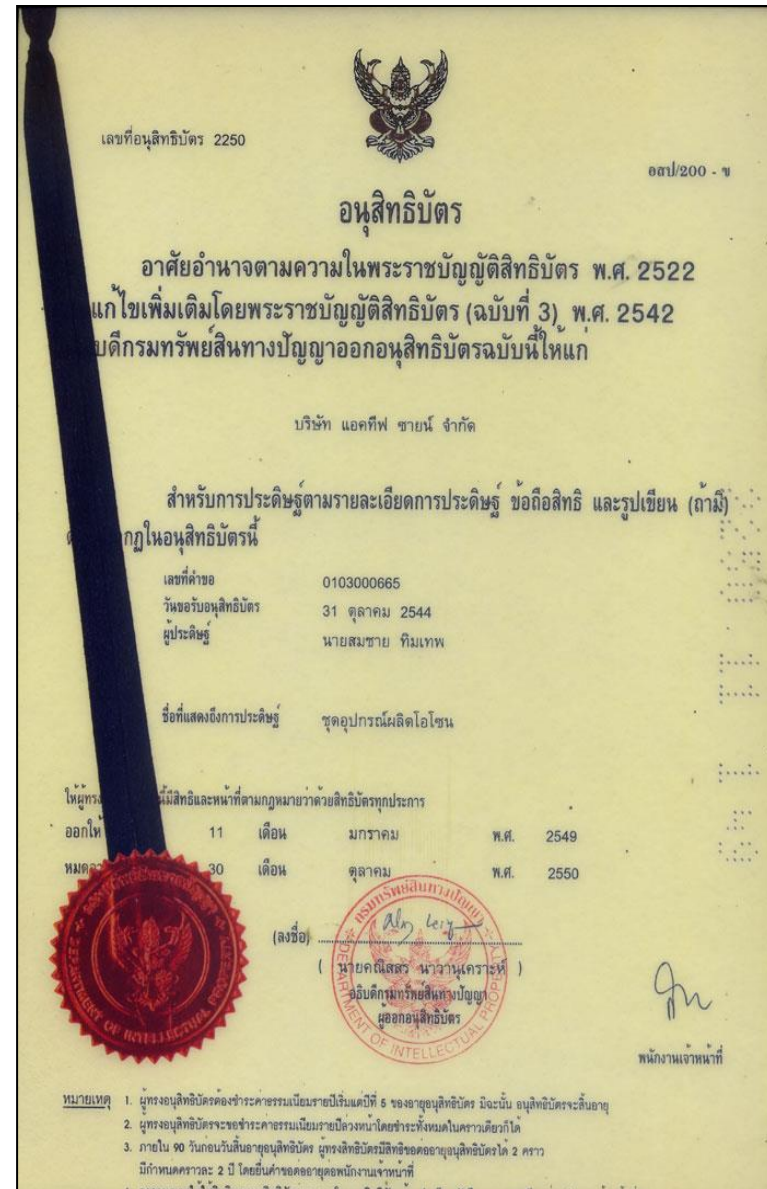 เลขที่อนุสิทธิบัตร 2250
อสป/200 - ข
อนุสิทธิบัตร
อาศัยอำนาจตามความในพระราชบัญญัติสิทธิบัตร พ.ศ. 2522
แก้ไขเพิ่มเติมโดยพระราชบัญญัติสิทธิบัตร (ฉบับที่ 3) พ.ศ. 2542
บดีกรมทรัพย์สินทางปัญญาออกอนุสิทธิบัตรฉบับนี้ให้แก่
บริษัท แอคทีฟ ซายน์ จำกัด
สำหรับการประดิษฐ์ตามรายละเอียดการประดิษฐ์ ข้อถือสิทธิ และรูปเขียน (ถ้ามี)
กฏในอนุสิทธิบัตรนี้
เลขที่คำขอ 0103000665
วันขอรับอนุสิทธิบัตร 31 ตุลาคม 2544
ผู้ประดิษฐ์ นายสมชาย ทิมเทพ
ชื่อที่แสดงถึงการประดิษฐ์ ชุดอุปกรณ์ผลิตโอโซน
ให้ผู้ทรง นี้มีสิทธิและหน้าที่ตามกฎหมายว่าด้วยสิทธิบัตรทุกประการ
ออกให้ 11 เดือน มกราคม พ.ศ. 2549
หมดอ 30 เดือน ตุลาคม พ.ศ. 2550
(ลงชื่อ)
( นายคณิสสร นาวานุเคราะห์ )
อธิบดีกรมทรัพย์สินทางปัญญา
ผู้ออกอนุสิทธิบัตร
กรมทรัพย์สินทางปัญญา
DEPARTMENT OF INTELLECTUAL PROPERTY
DEPARTMENT OF INTELLECTUAL PROPERTY
พนักงานเจ้าหน้าที่
หมายเหตุ 1. ผู้ทรงอนุสิทธิบัตรต้องชำระค่าธรรมเนียมรายปีเริ่มแต่ปีที่ 5 ของอายุอนุสิทธิบัตร มิฉะนั้น อนุสิทธิบัตรจะสิ้นอายุ
2. ผู้ทรงอนุสิทธิบัตรจะขอชำระค่าธรรมเนียมรายปีล่วงหน้าโดยชำระทั้งหมดในคราวเดียวก็ได้
3. ภายใน 90 วันก่อนวันสิ้นอายุอนุสิทธิบัตร ผู้ทรงสิทธิบัตรมีสิทธิขอต่ออายุอนุสิทธิบัตรได้ 2 คราว
มีกำหนดคราวละ 2 ปี โดยยื่นคำขอต่ออายุต่อพนักงานเจ้าหน้าที่